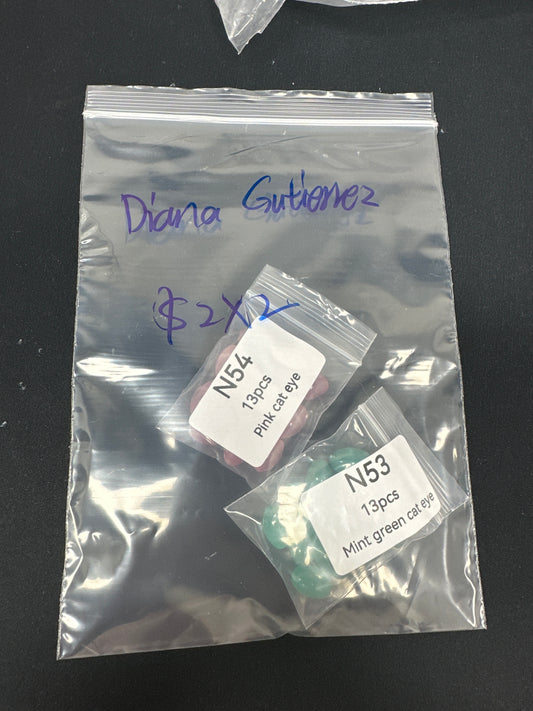 Diana Gutierrez
$2x2
N54
13pcs
Pink cat eye
N53
13pcs
Mint green cat eye